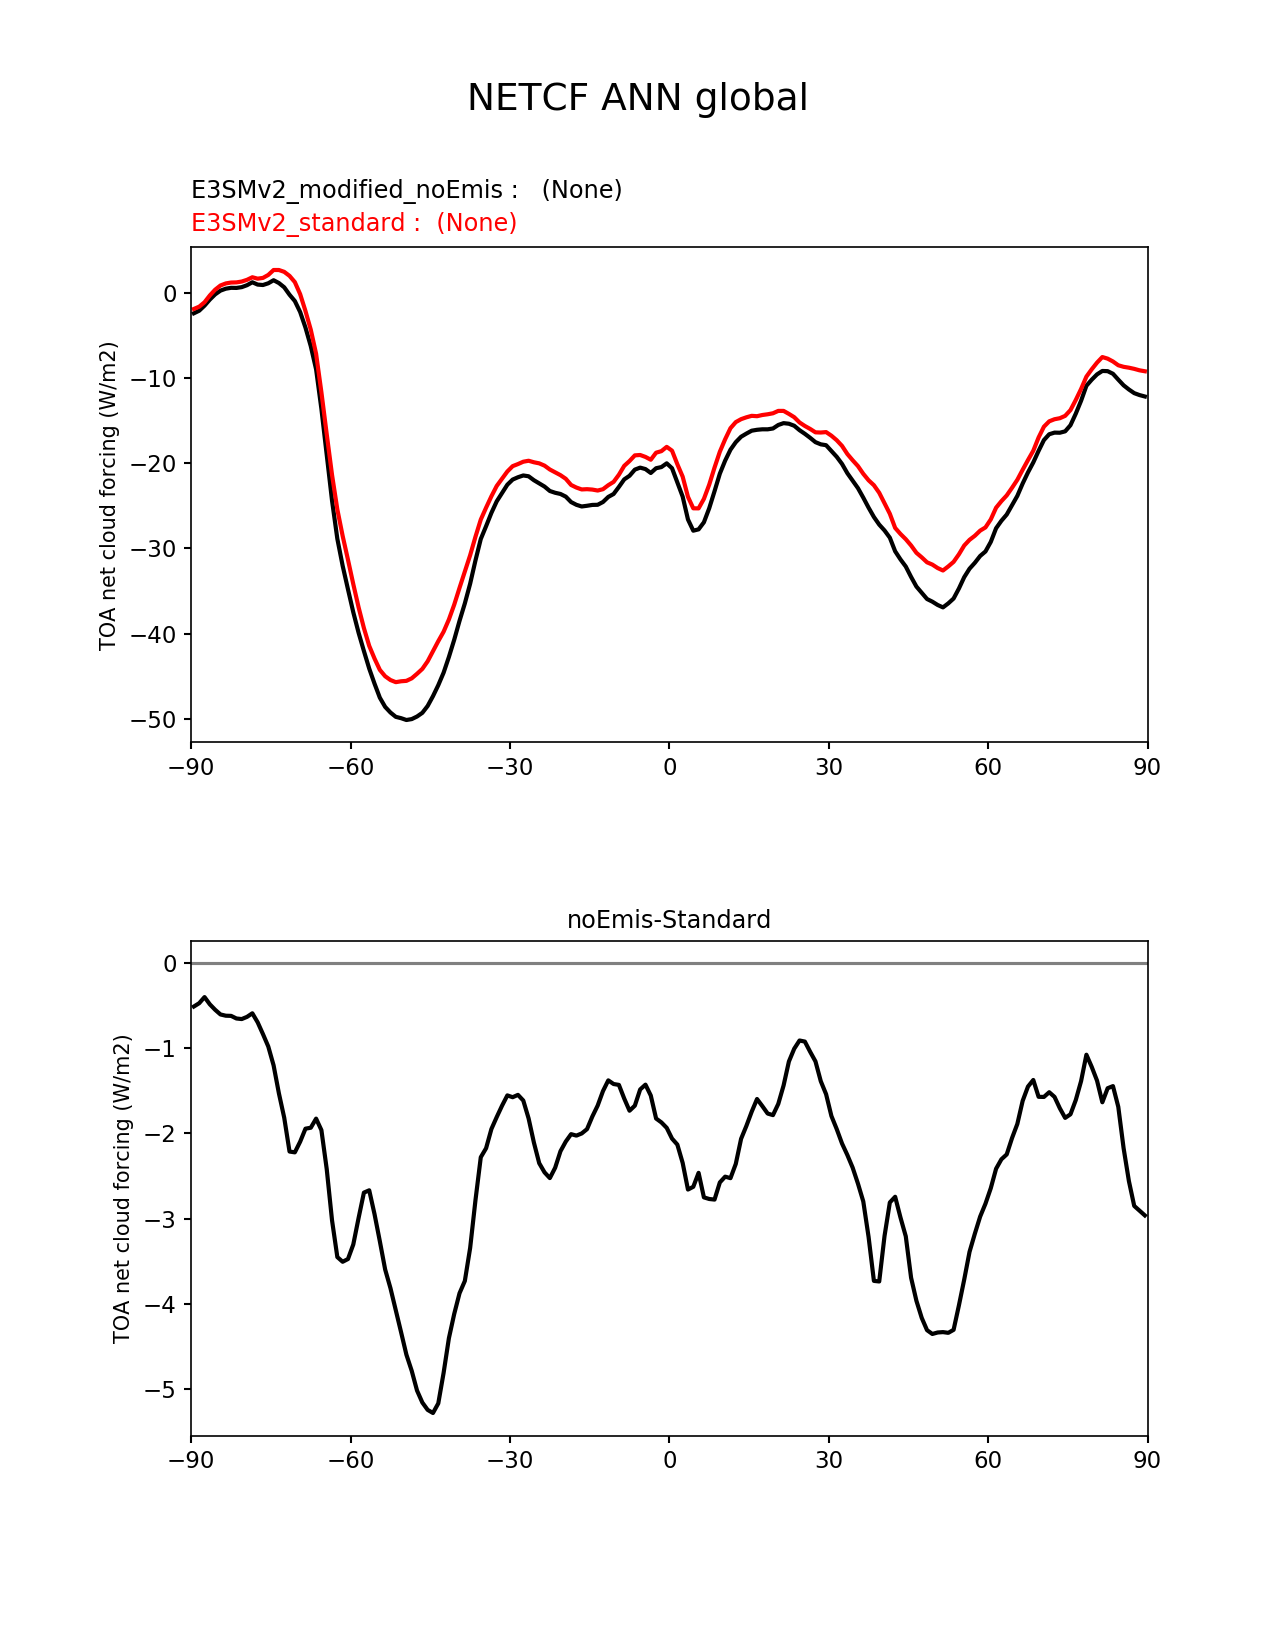 NETCF ANN global
E3SMv2_modified_noEmis :   (None)
E3SMv2_standard :  (None)
TOA net cloud forcing (W/m2)
0
−10
−20
−30
−40
−50
−90 −60 −30 0 30 60 90
noEmis-Standard
TOA net cloud forcing (W/m2)
0
−1
−2
−3
−4
−5
−90 −60 −30 0 30 60 90